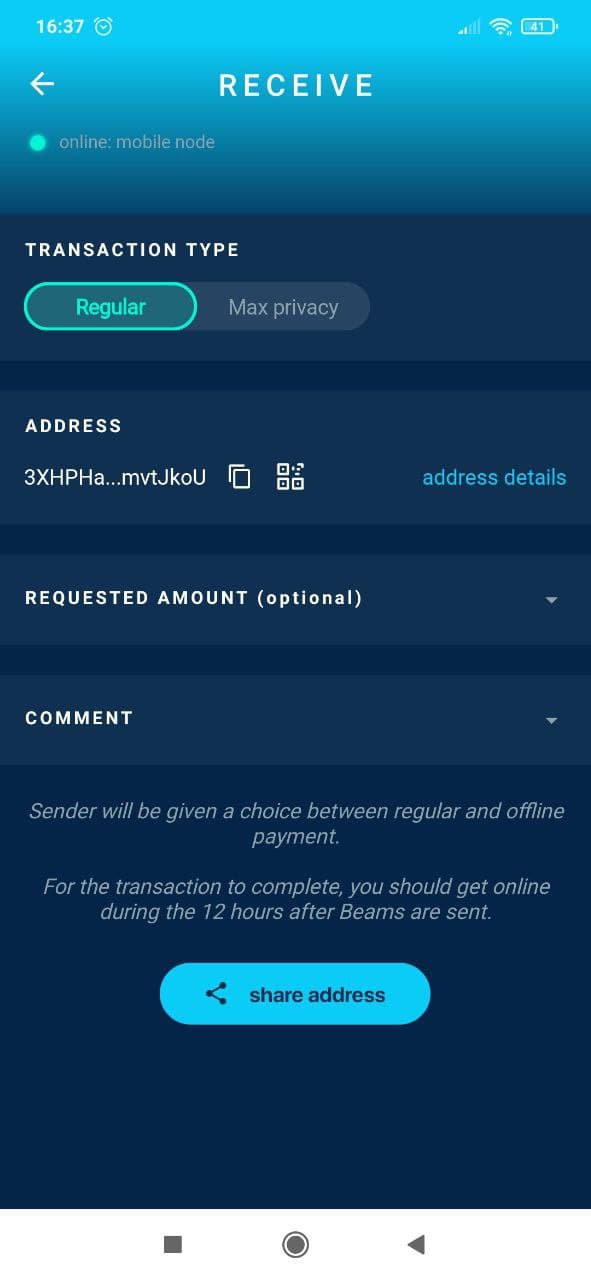 16:37
41
RECEIVE
online: mobile node
TRANSACTION TYPE
Regular Max privacy
ADDRESS
3XHPHa...mvtJkoU address details
REQUESTED AMOUNT (optional)
COMMENT
Sender will be given a choice between regular and offline
payment.
For the transaction to complete, you should get online
during the 12 hours after Beams are sent.
share address